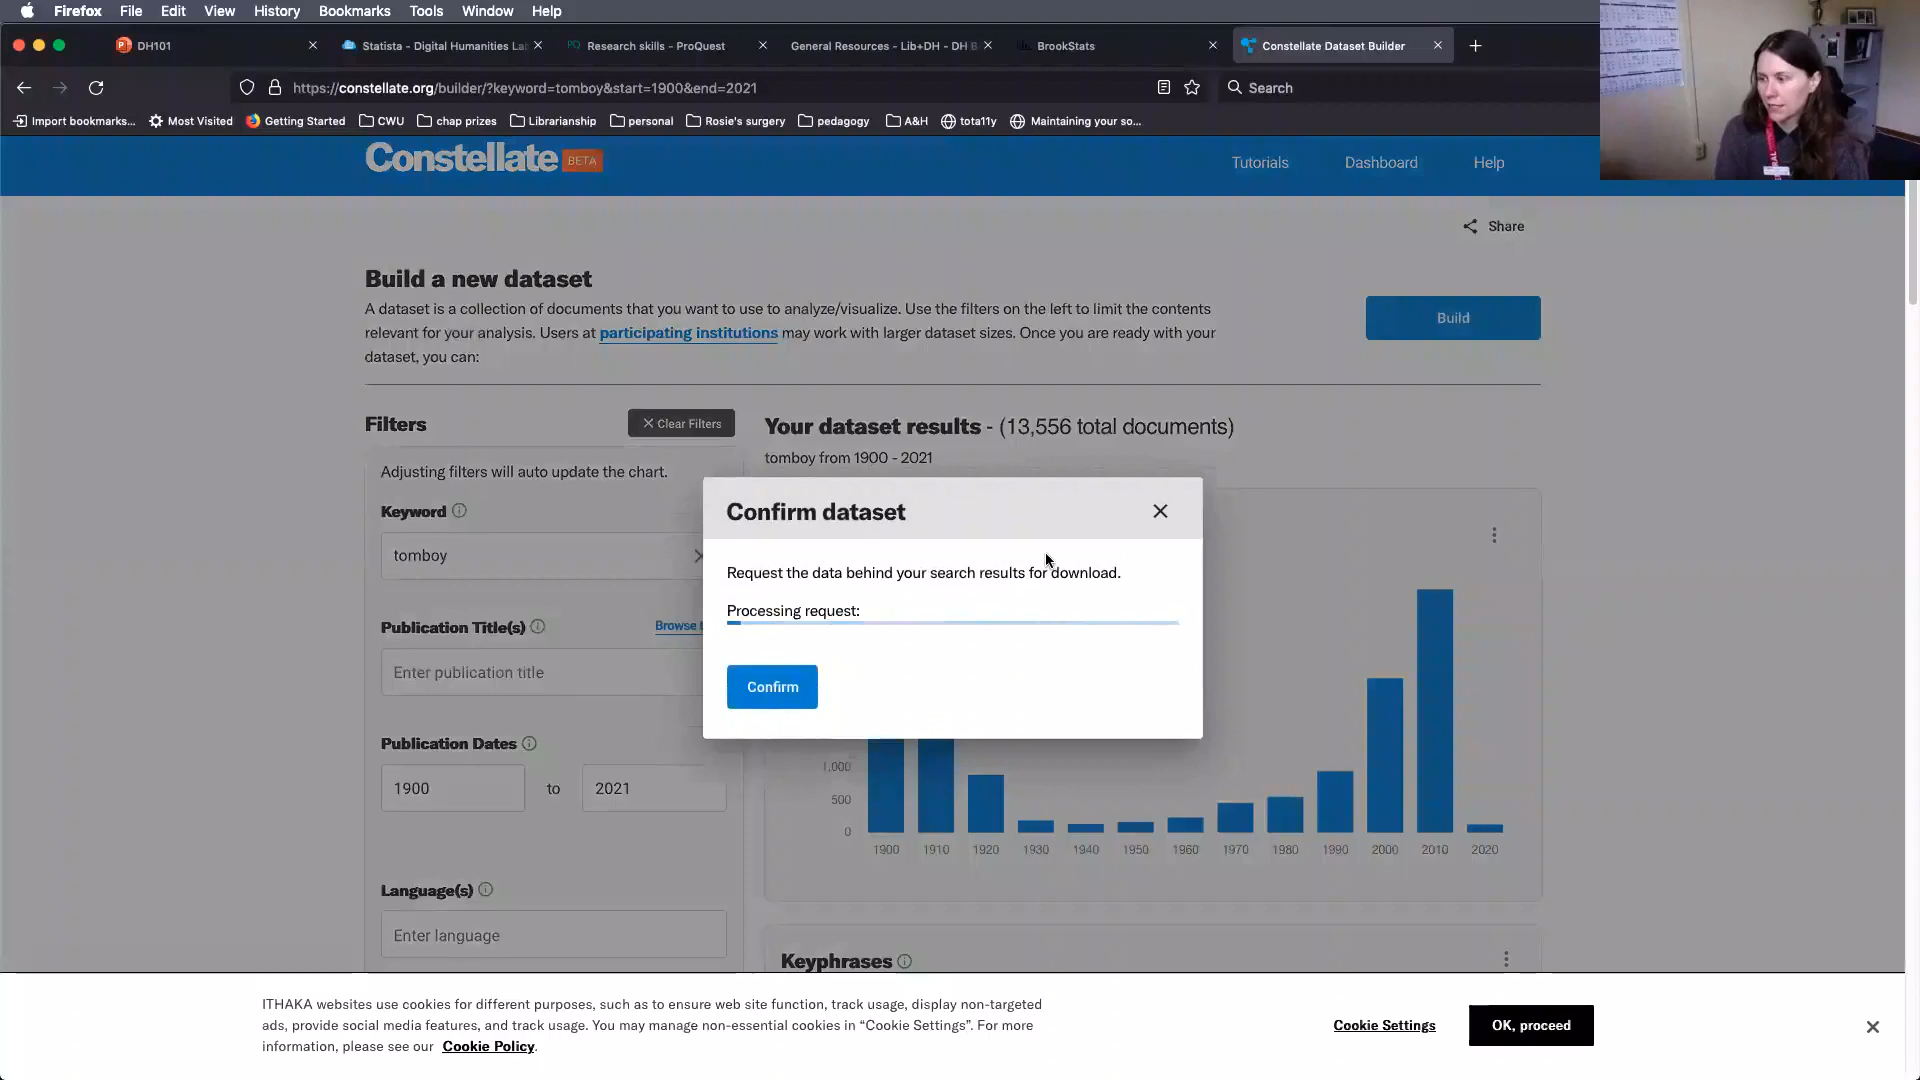 Firefox File Edit View History Bookmarks Tools Window Help
DH101
Statista - Digital Humanities La
Research skills - ProQuest
General Resources - Lib+DH - DH B
BrookStats
Constellate Dataset Builder
https://constellate.org/builder/?keyword=tomboy&start=1900&end=2021
Search
Import bookmarks...
Most Visited
Getting Started
CWU
chap prizes
Librarianship
personal
Rosie's surgery
pedagogy
A&H
tota11y
Maintaining your so...
Constellate BETA
Tutorials
Dashboard
Help
Share
Build a new dataset
A dataset is a collection of documents that you want to use to analyze/visualize. Use the filters on the left to limit the contents
relevant for your analysis. Users at participating institutions may work with larger dataset sizes. Once you are ready with your
dataset, you can:
Build
Filters
Clear Filters
Adjusting filters will auto update the chart.
Keyword
tomboy
Publication Title(s)
Browse
Enter publication title
Publication Dates
1900 to 2021
Language(s)
Enter language
Your dataset results - (13,556 total documents)
tomboy from 1900 - 2021
Confirm dataset
Request the data behind your search results for download.
Processing request:
Confirm
1,000
500
0
1900 1910 1920 1930 1940 1950 1960 1970 1980 1990 2000 2010 2020
Keyphrases
ITHAKA websites use cookies for different purposes, such as to ensure web site function, track usage, display non-targeted
ads, provide social media features, and track usage. You may manage non-essential cookies in “Cookie Settings”. For more
information, please see our Cookie Policy.
Cookie Settings
OK, proceed